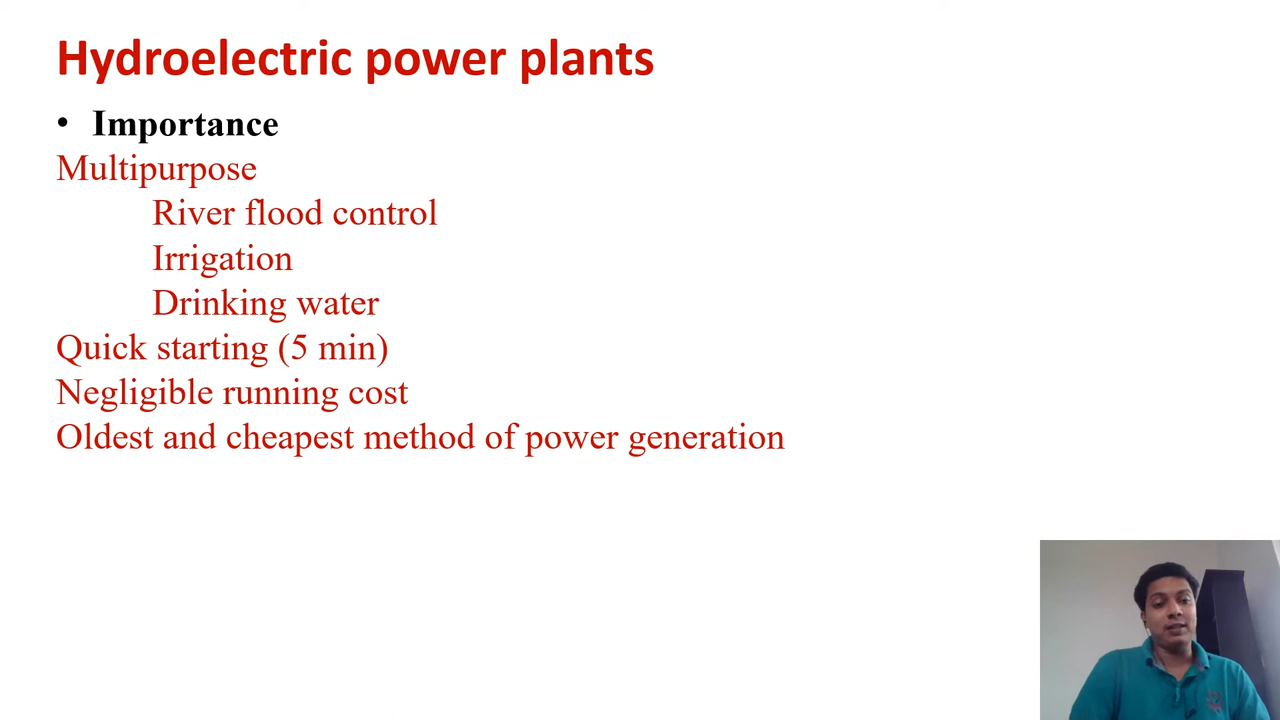 Hydroelectric power plants
• Importance
Multipurpose
River flood control
Irrigation
Drinking water
Quick starting (5 min)
Negligible running cost
Oldest and cheapest method of power generation